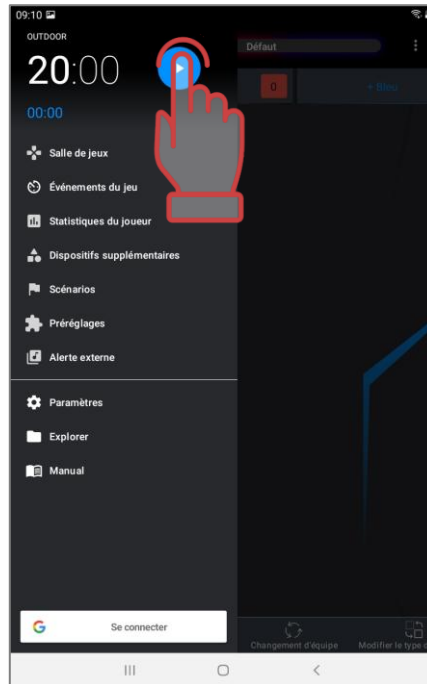 09:10
OUTDOOR
20:00
00:00
Défaut
0
+ Bleu
Salle de jeux
Événements du jeu
Statistiques du joueur
Dispositifs supplémentaires
Scénarios
Préréglages
Alerte externe
Paramètres
Explorer
Manual
G
Se connecter
Changement d'équipe
Modifier le type